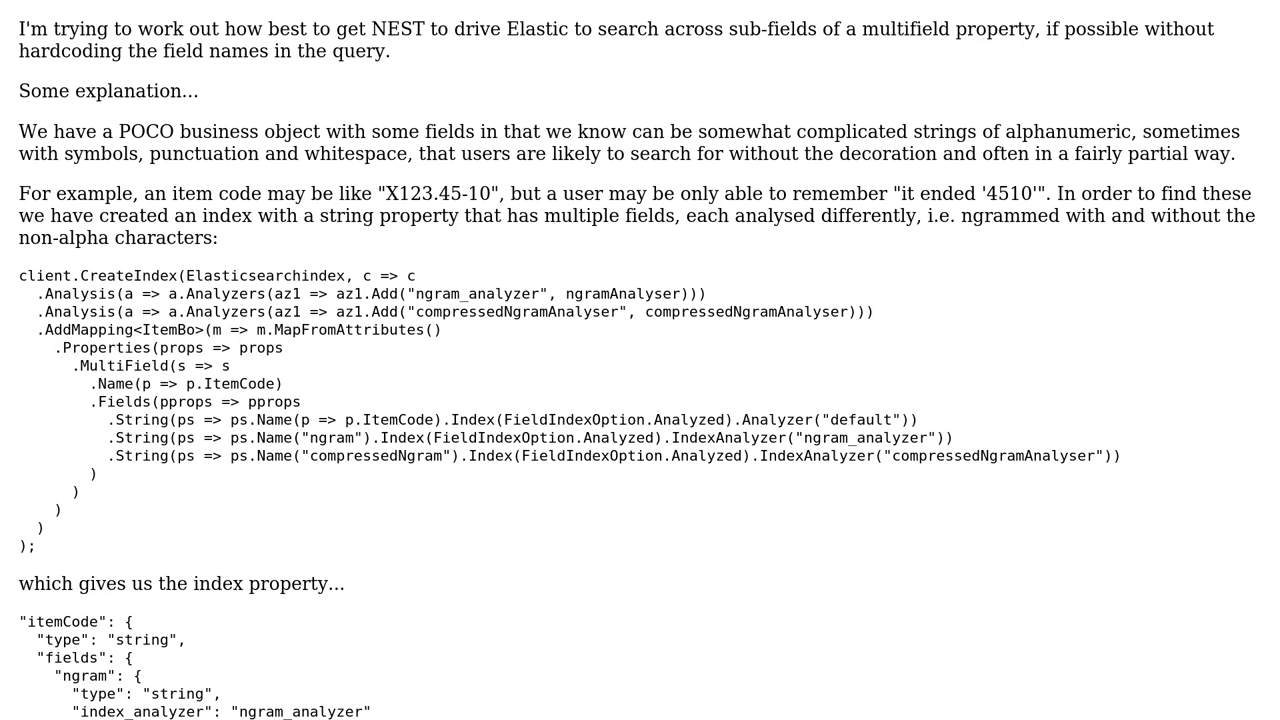 I'm trying to work out how best to get NEST to drive Elastic to search across sub-fields of a multifield property, if possible without
hardcoding the field names in the query.
Some explanation...
We have a POCO business object with some fields in that we know can be somewhat complicated strings of alphanumeric, sometimes
with symbols, punctuation and whitespace, that users are likely to search for without the decoration and often in a fairly partial way.
For example, an item code may be like "X123.45-10", but a user may be only able to remember "it ended '4510'". In order to find these
we have created an index with a string property that has multiple fields, each analysed differently, i.e. ngrammed with and without the
non-alpha characters:
client.CreateIndex(Elasticsearchindex, c => c
  .Analysis(a => a.Analyzers(az1 => az1.Add("ngram_analyzer", ngramAnalyser)))
  .Analysis(a => a.Analyzers(az1 => az1.Add("compressedNgramAnalyser", compressedNgramAnalyser)))
  .AddMapping<ItemBo>(m => m.MapFromAttributes()
    .Properties(props => props
      .MultiField(s => s
        .Name(p => p.ItemCode)
        .Fields(pprops => pprops
          .String(ps => ps.Name(p => p.ItemCode).Index(FieldIndexOption.Analyzed).Analyzer("default"))
          .String(ps => ps.Name("ngram").Index(FieldIndexOption.Analyzed).IndexAnalyzer("ngram_analyzer"))
          .String(ps => ps.Name("compressedNgram").Index(FieldIndexOption.Analyzed).IndexAnalyzer("compressedNgramAnalyser"))
        )
      )
    )
  )
);
which gives us the index property...
"itemCode": {
  "type": "string",
  "fields": {
    "ngram": {
      "type": "string",
      "index_analyzer": "ngram_analyzer"